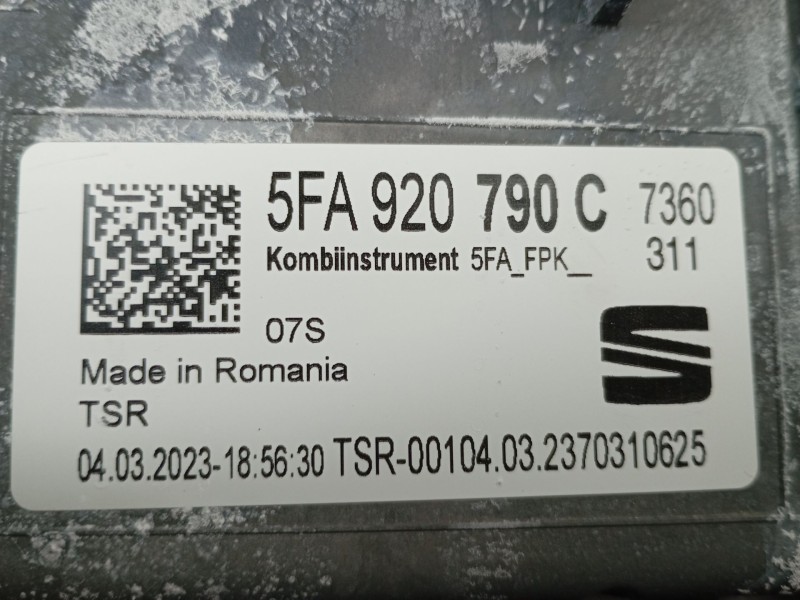 5FA 920 790 C 7360
Kombiinstrument 5FA_FPK__ 311
07S
Made in Romania
TSR
04.03.2023-18:56:30 TSR-00104.03.2370310625